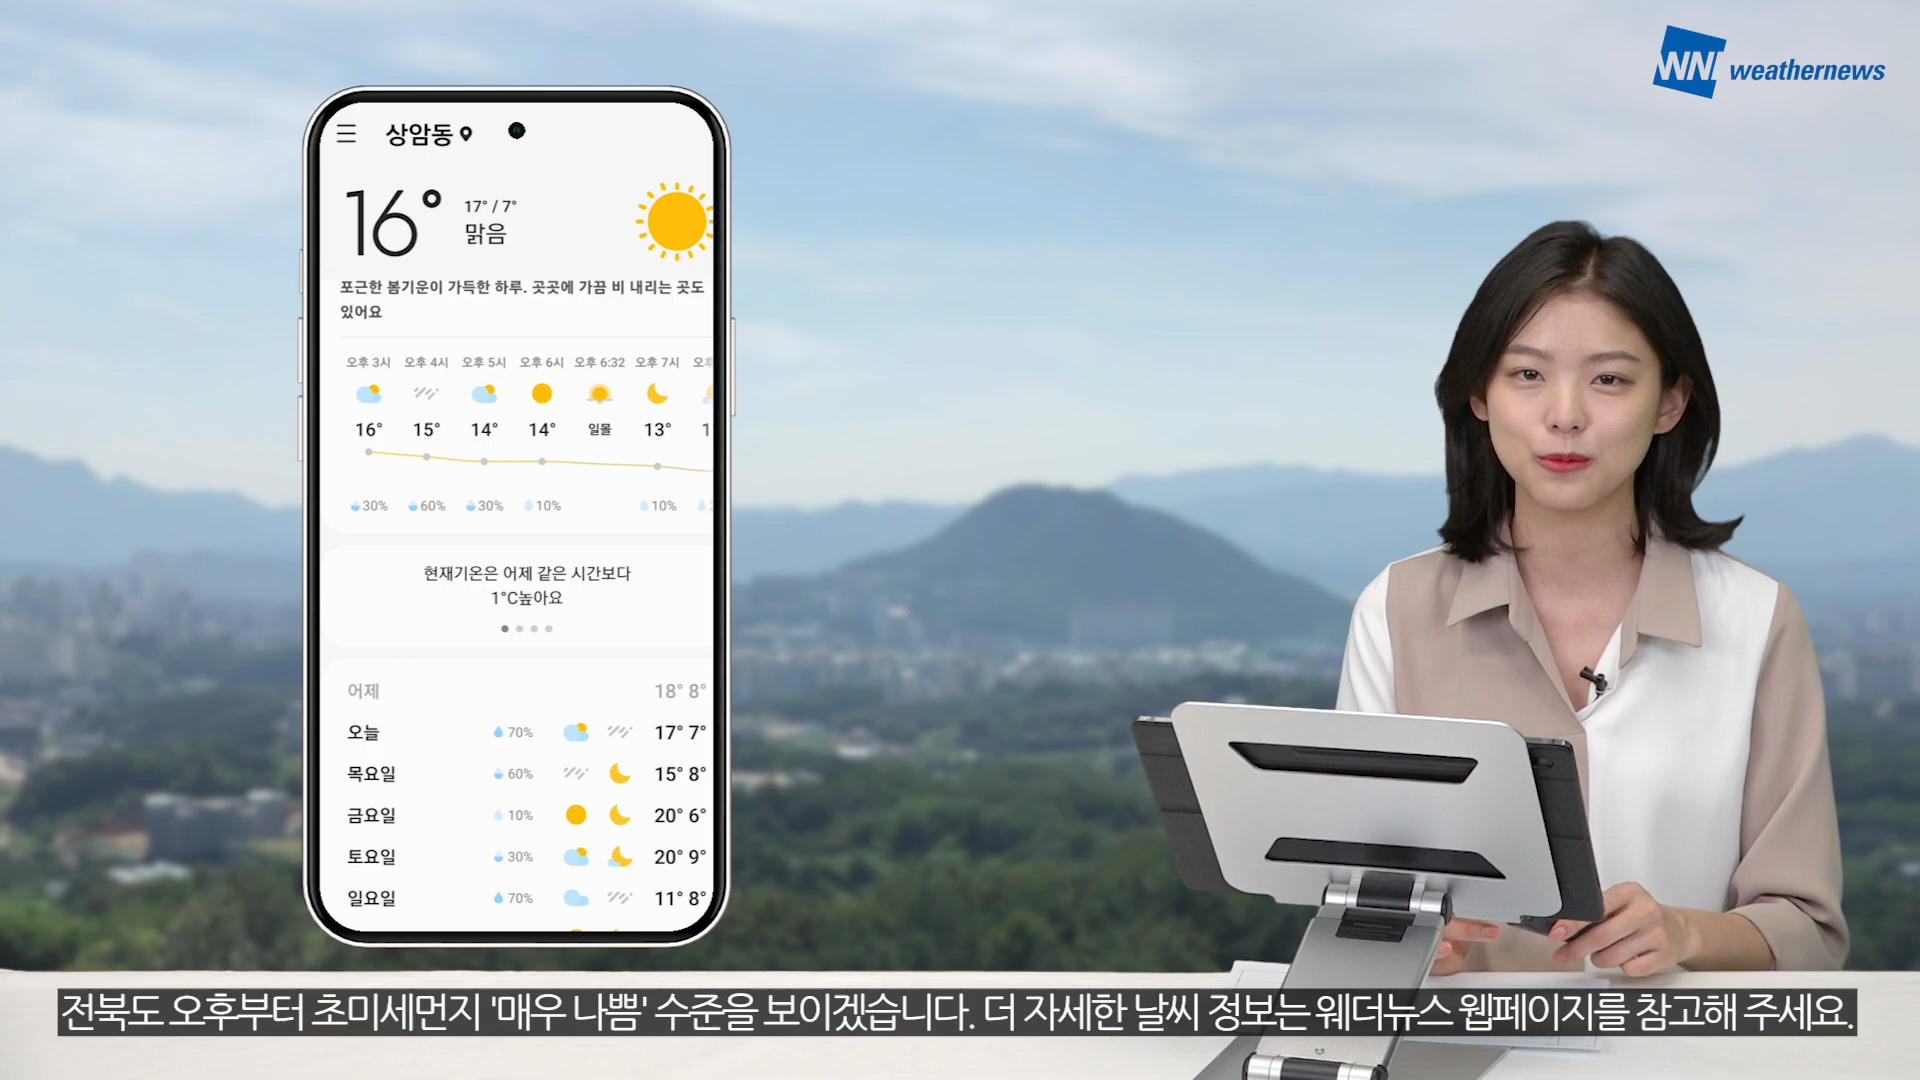 WNI weathernews
상암동
16° 17° / 7°
맑음
포근한 봄기운이 가득한 하루. 곳곳에 가끔 비 내리는 곳도
있어요
오후 3시 오후 4시 오후 5시 오후 6시 오후 6:32 오후 7시
16° 15° 14° 14° 일몰 13°
30% 60% 30% 10% 10%
현재기온은 어제 같은 시간보다
1°C높아요
어제 18° 8°
오늘 70% 17° 7°
목요일 60% 15° 8°
금요일 10% 20° 6°
토요일 30% 20° 9°
일요일 70% 11° 8°
전북도 오후부터 초미세먼지 '매우 나쁨' 수준을 보이겠습니다. 더 자세한 날씨 정보는 웨더뉴스 웹페이지를 참고해 주세요.